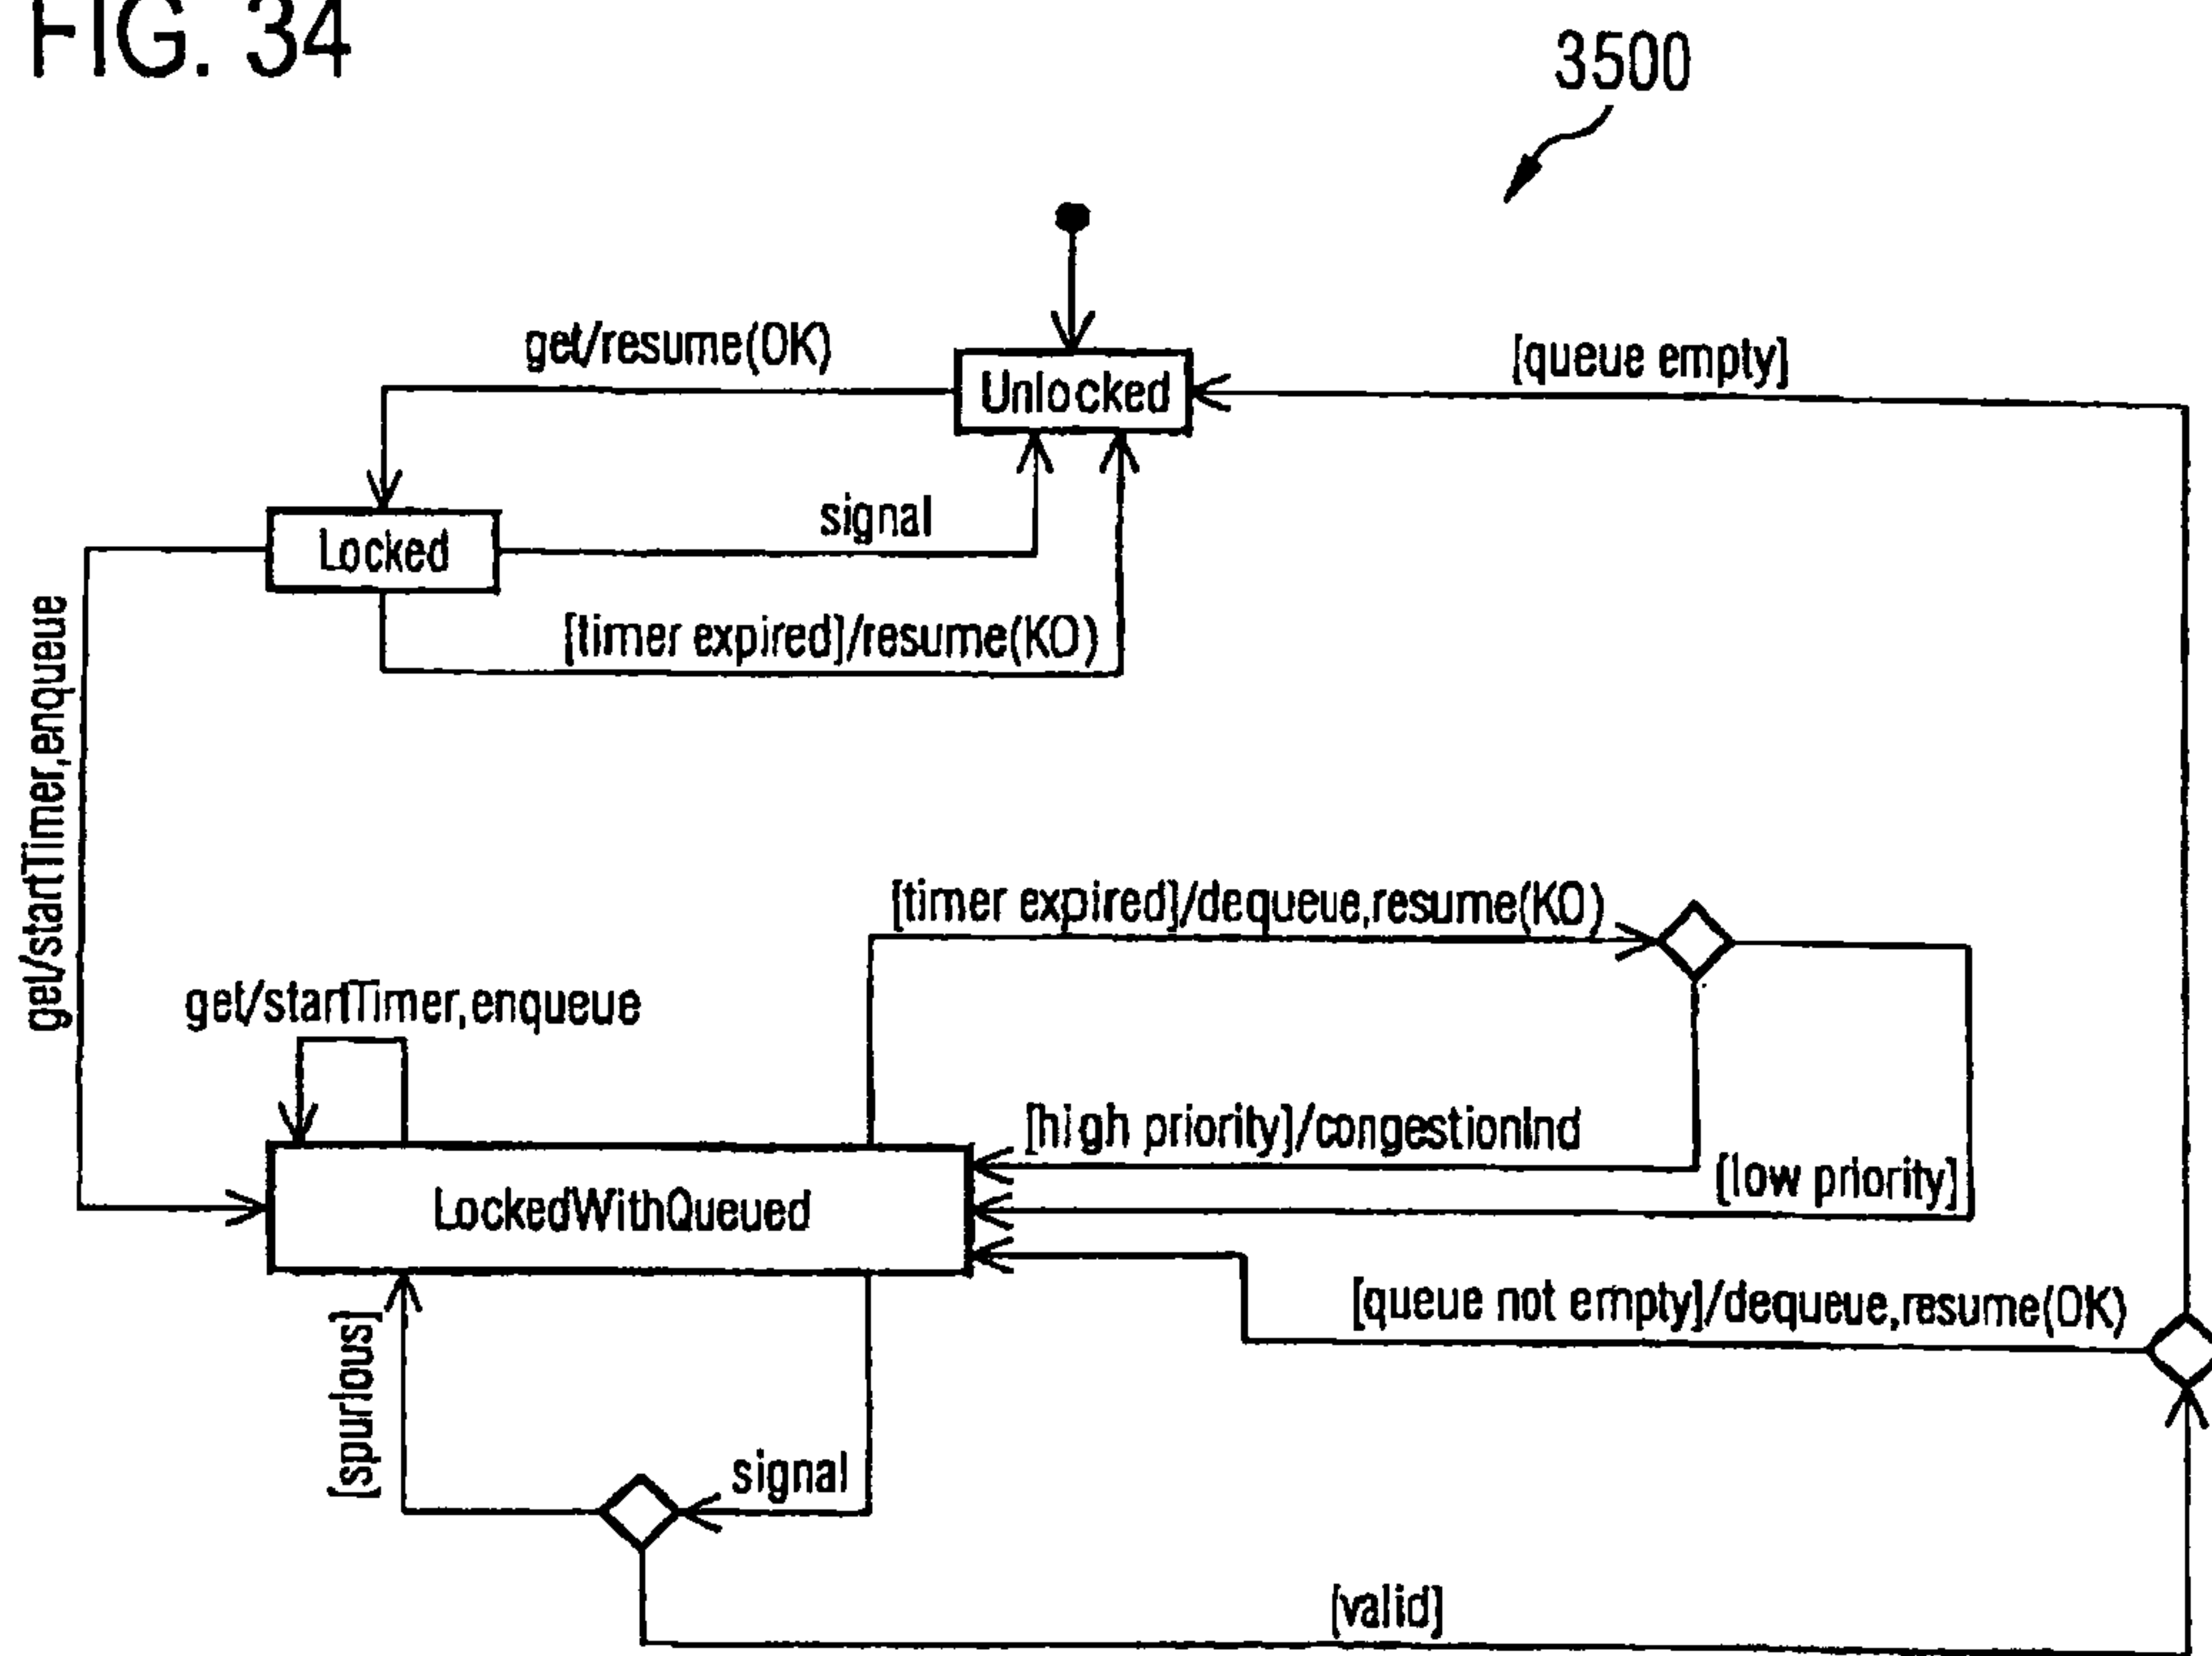 FIG. 34
3500
get/resume(OK)
Unlocked
[queue empty]
signal
Locked
[timer expired]/resume(KO)
get/startTimer,enqueue
[timer expired]/dequeue,resume(KO)
get/startTimer,enqueue
[high priority]/congestionInd
[low priority]
LockedWithQueued
[queue not empty]/dequeue,resume(OK)
[spurious]
signal
[valid]